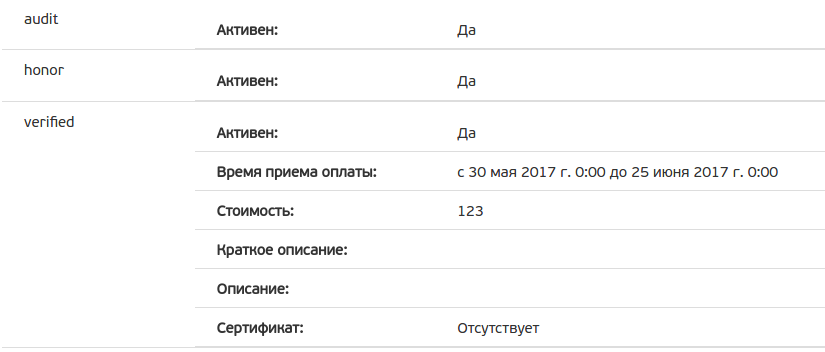 audit
Активен: Да
honor
Активен: Да
verified
Активен: Да
Время приема оплаты: с 30 мая 2017 г. 0:00 до 25 июня 2017 г. 0:00
Стоимость: 123
Краткое описание:
Описание:
Сертификат: Отсутствует